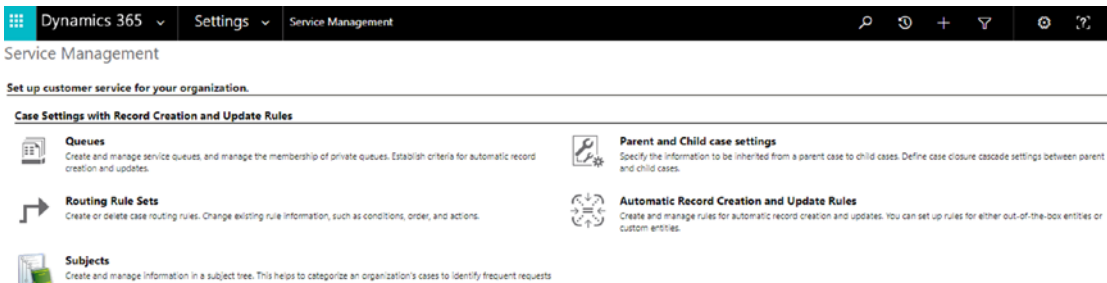 Dynamics 365 Settings Service Management
Service Management
Set up customer service for your organization.
Case Settings with Record Creation and Update Rules
Queues
Create and manage service queues, and manage the membership of private queues. Establish criteria for automatic record
creation and updates.
Parent and Child case settings
Specify the information to be inherited from a parent case to child cases. Define case closure cascade settings between parent
and child cases.
Routing Rule Sets
Create or delete case routing rules. Change existing rule information, such as conditions, order, and actions.
Automatic Record Creation and Update Rules
Create and manage rules for automatic record creation and updates. You can set up rules for either out-of-the-box entities or
custom entities.
Subjects
Create and manage information in a subject tree. This helps to categorize an organization's cases to identify frequent requests